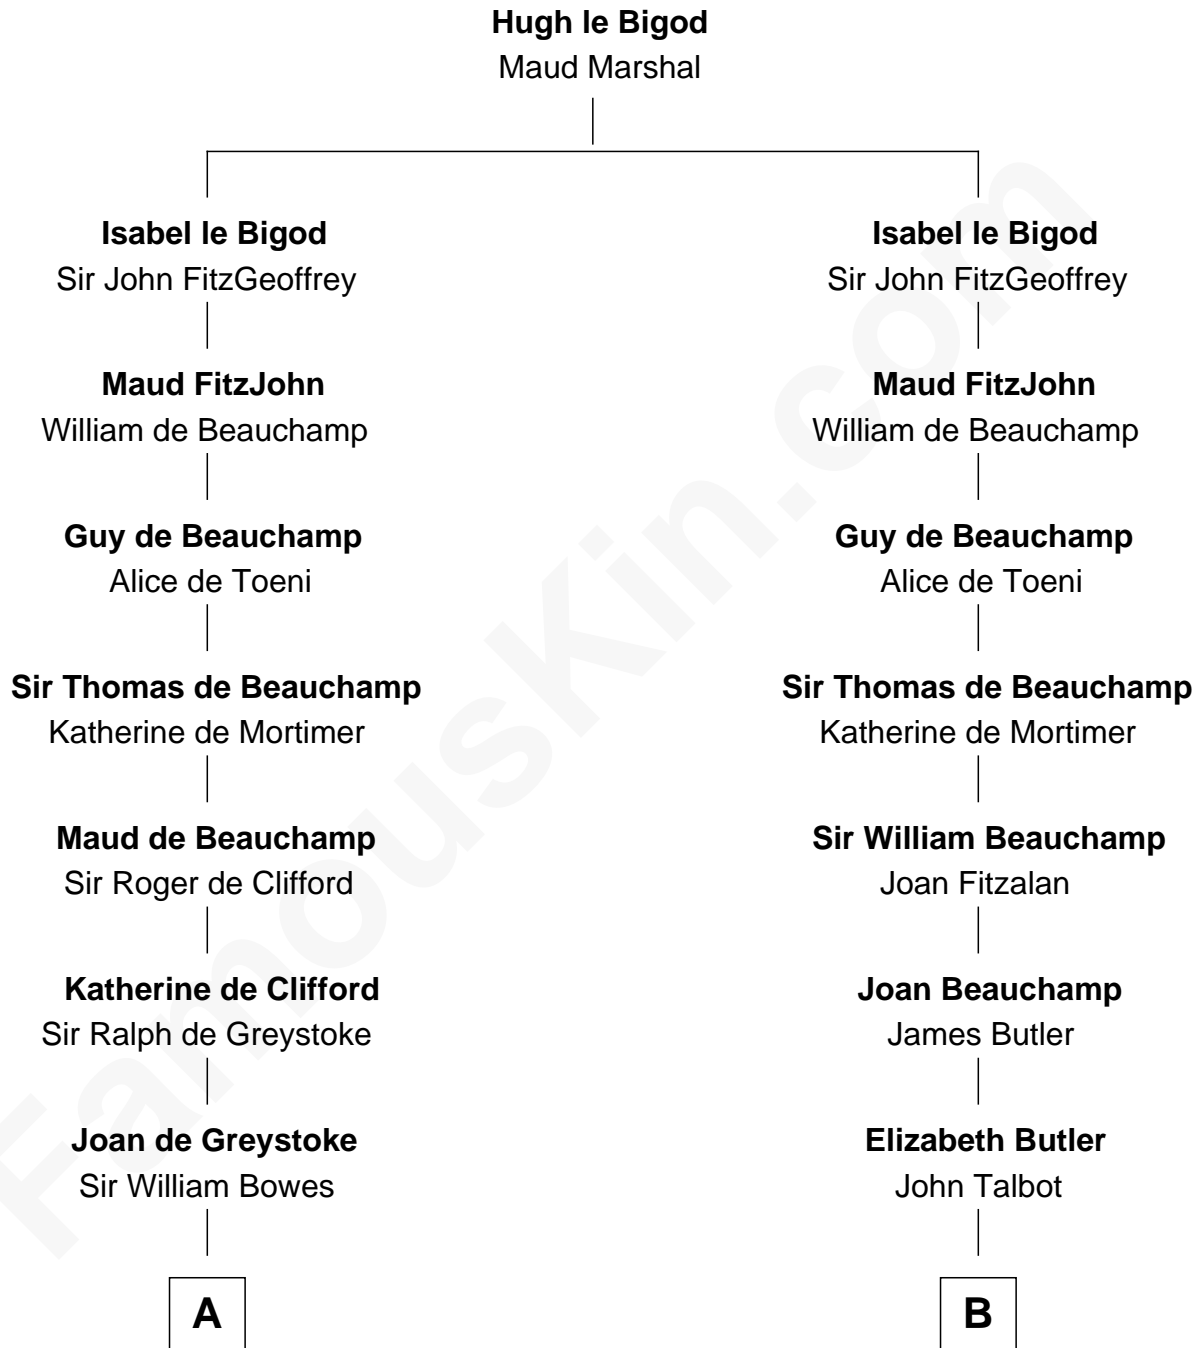 Hugh le Bigod
Maud Marshal
Isabel le Bigod
Sir John FitzGeoffrey
Maud FitzJohn
William de Beauchamp
Guy de Beauchamp
Alice de Toeni
Sir Thomas de Beauchamp
Katherine de Mortimer
Maud de Beauchamp
Sir Roger de Clifford
Katherine de Clifford
Sir Ralph de Greystoke
Joan de Greystoke
Sir William Bowes
A
Isabel le Bigod
Sir John FitzGeoffrey
Maud FitzJohn
William de Beauchamp
Guy de Beauchamp
Alice de Toeni
Sir Thomas de Beauchamp
Katherine de Mortimer
Sir William Beauchamp
Joan Fitzalan
Joan Beauchamp
James Butler
Elizabeth Butler
John Talbot
B
FamousKin.com